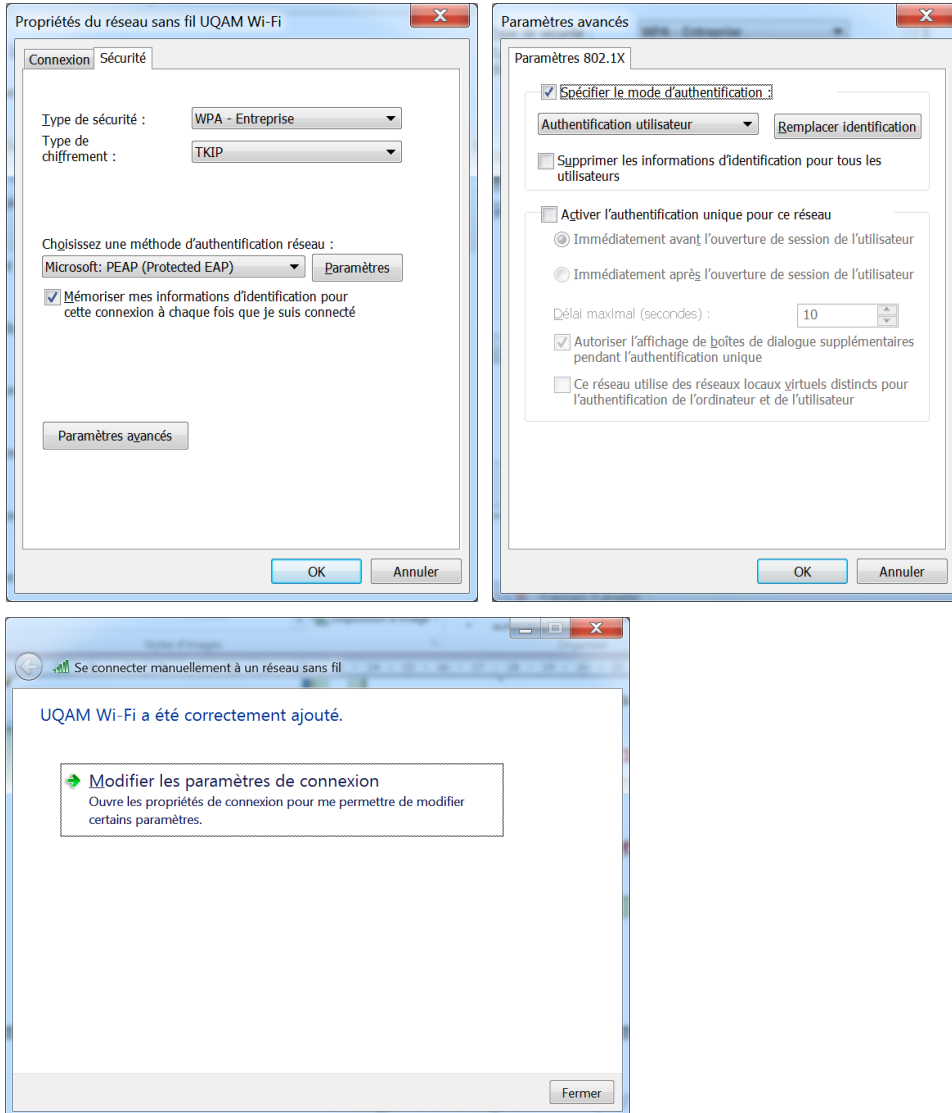 Propriétés du réseau sans fil UQAM Wi-Fi
Connexion
Sécurité
Type de sécurité :
WPA - Entreprise
Type de
chiffrement :
TKIP
Choisissez une méthode d'authentification réseau :
Microsoft: PEAP (Protected EAP)
Paramètres
Mémoriser mes informations d'identification pour
cette connexion à chaque fois que je suis connecté
Paramètres avancés
OK
Annuler
Paramètres avancés
Paramètres 802.1X
Spécifier le mode d'authentification :
Authentification utilisateur
Remplacer identification
Supprimer les informations d'identification pour tous les
utilisateurs
Activer l'authentification unique pour ce réseau
Immédiatement avant l'ouverture de session de l'utilisateur
Immédiatement après l'ouverture de session de l'utilisateur
Délai maximal (secondes) :
10
Autoriser l'affichage de boîtes de dialogue supplémentaires
pendant l'authentification unique
Ce réseau utilise des réseaux locaux virtuels distincts pour
l'authentification de l'ordinateur et de l'utilisateur
OK
Annuler
Se connecter manuellement à un réseau sans fil
UQAM Wi-Fi a été correctement ajouté.
Modifier les paramètres de connexion
Ouvre les propriétés de connexion pour me permettre de modifier
certains paramètres.
Fermer